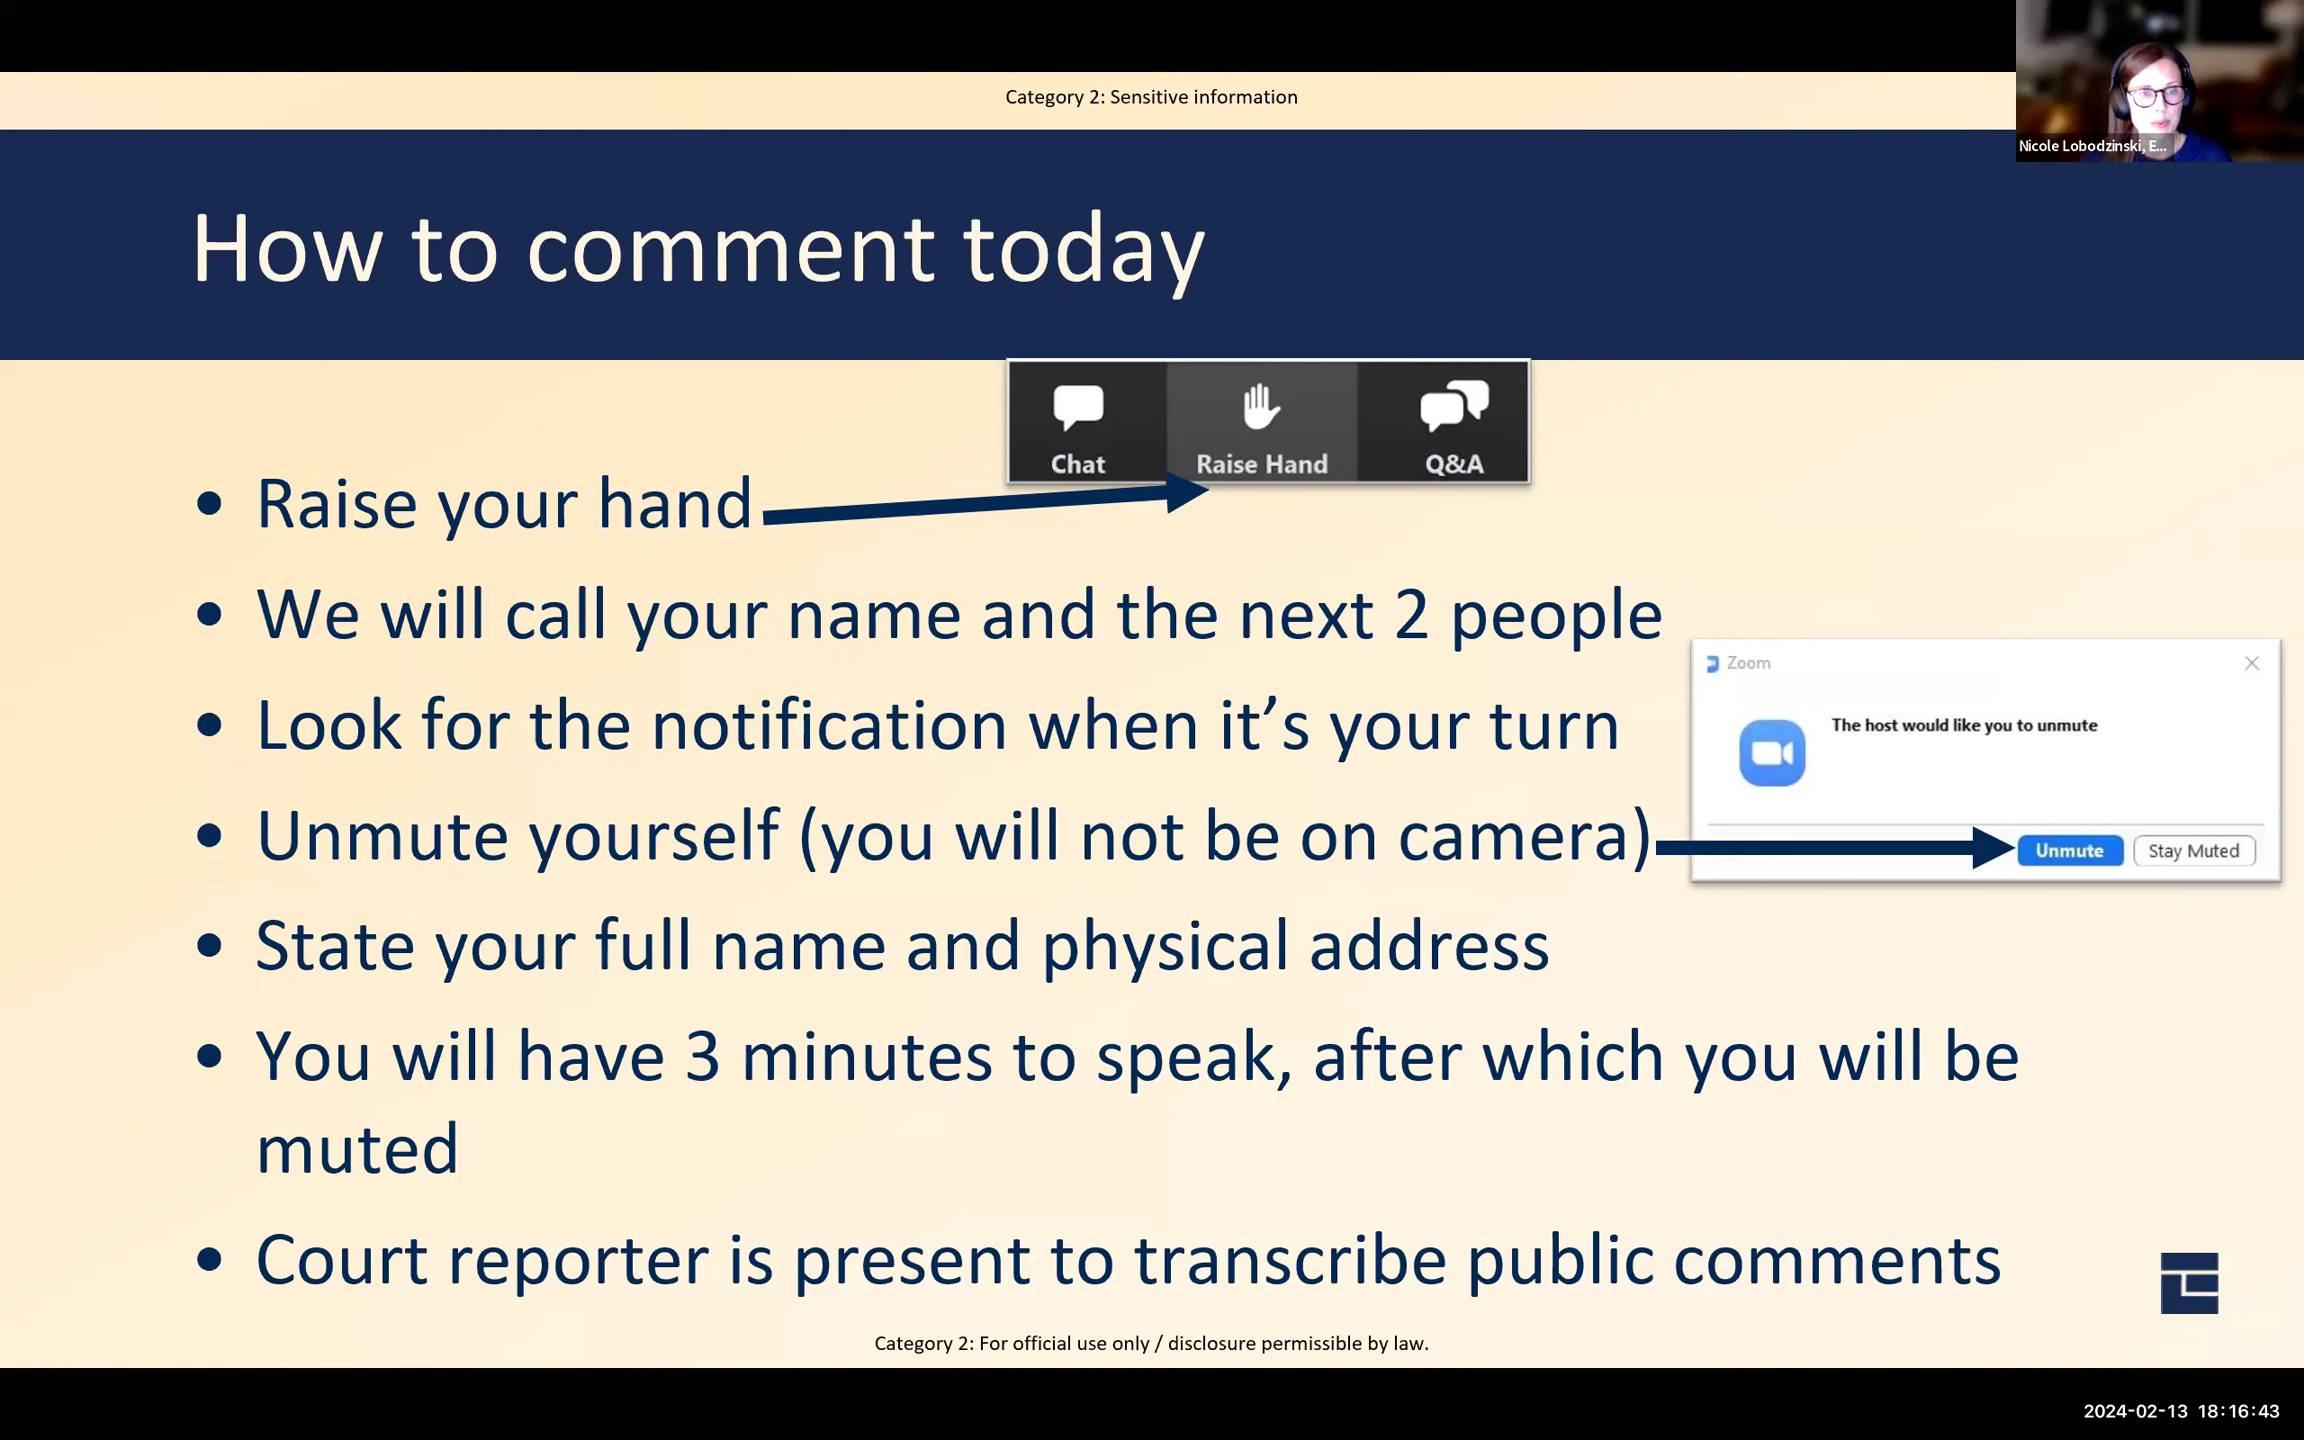 Category 2: Sensitive information
Nicole Lobodzinski, E...
How to comment today
Chat
Raise Hand
Q&A
• Raise your hand
• We will call your name and the next 2 people
Zoom
The host would like you to unmute
• Look for the notification when it’s your turn
• Unmute yourself (you will not be on camera)
Unmute
Stay Muted
• State your full name and physical address
• You will have 3 minutes to speak, after which you will be
muted
• Court reporter is present to transcribe public comments
Category 2: For official use only / disclosure permissible by law.
2024-02-13 18:16:43